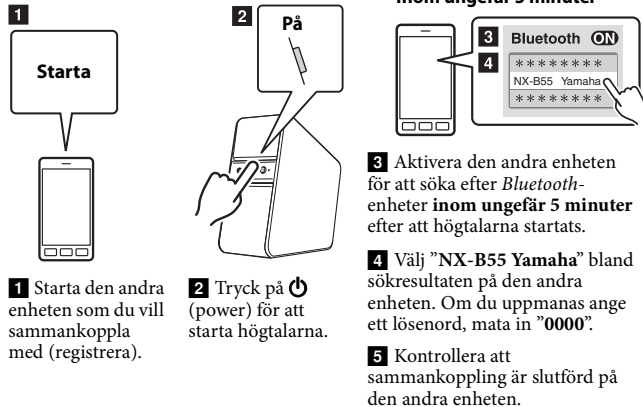 1
Starta
1 Starta den andra
enheten som du vill
sammankoppla
med (registrera).
2
På
2 Tryck på
(power) för att
starta högtalarna.
inom ungefär 5 minuter
3 Bluetooth ON
4 ********
NX-B55 Yamaha
********
3 Aktivera den andra enheten
för att söka efter Bluetooth-
enheter inom ungefär 5 minuter
efter att högtalarna startats.
4 Välj ”NX-B55 Yamaha” bland
sökresultaten på den andra
enheten. Om du uppmanas ange
ett lösenord, mata in ”0000”.
5 Kontrollera att
sammankoppling är slutförd på
den andra enheten.